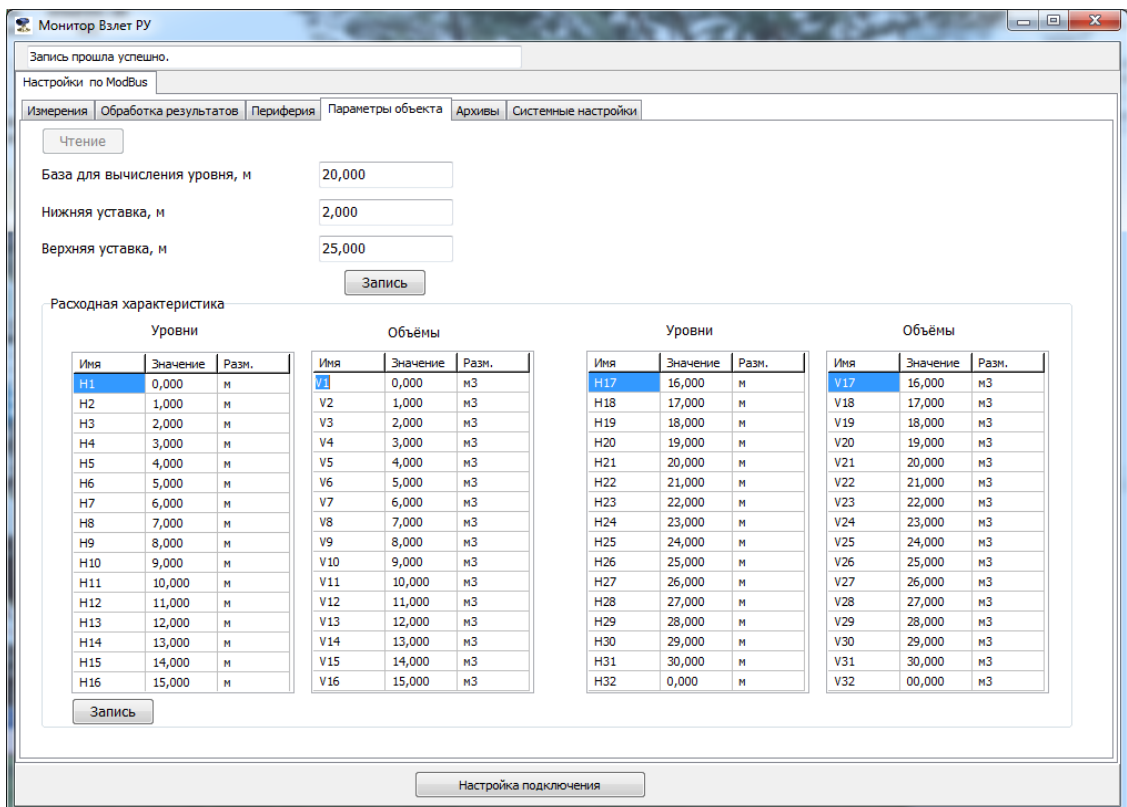 Монитор Взлет РУ
Запись прошла успешно.
Настройки по ModBus
Измерения Обработка результатов Периферия Параметры объекта Архивы Системные настройки
Чтение
База для вычисления уровня, м 20,000
Нижняя уставка, м 2,000
Верхняя уставка, м 25,000
Запись
Расходная характеристика
Уровни Объёмы Уровни Объёмы
Имя Значение Разм. Имя Значение Разм. Имя Значение Разм. Имя Значение Разм.
H1 0,000 м V1 0,000 м3 H17 16,000 м V17 16,000 м3
H2 1,000 м V2 1,000 м3 H18 17,000 м V18 17,000 м3
H3 2,000 м V3 2,000 м3 H19 18,000 м V19 18,000 м3
H4 3,000 м V4 3,000 м3 H20 19,000 м V20 19,000 м3
H5 4,000 м V5 4,000 м3 H21 20,000 м V21 20,000 м3
H6 5,000 м V6 5,000 м3 H22 21,000 м V22 21,000 м3
H7 6,000 м V7 6,000 м3 H23 22,000 м V23 22,000 м3
H8 7,000 м V8 7,000 м3 H24 23,000 м V24 23,000 м3
H9 8,000 м V9 8,000 м3 H25 24,000 м V25 24,000 м3
H10 9,000 м V10 9,000 м3 H26 25,000 м V26 25,000 м3
H11 10,000 м V11 10,000 м3 H27 26,000 м V27 26,000 м3
H12 11,000 м V12 11,000 м3 H28 27,000 м V28 27,000 м3
H13 12,000 м V13 12,000 м3 H29 28,000 м V29 28,000 м3
H14 13,000 м V14 13,000 м3 H30 29,000 м V30 29,000 м3
H15 14,000 м V15 14,000 м3 H31 30,000 м V31 30,000 м3
H16 15,000 м V16 15,000 м3 H32 0,000 м V32 00,000 м3
Запись
Настройка подключения